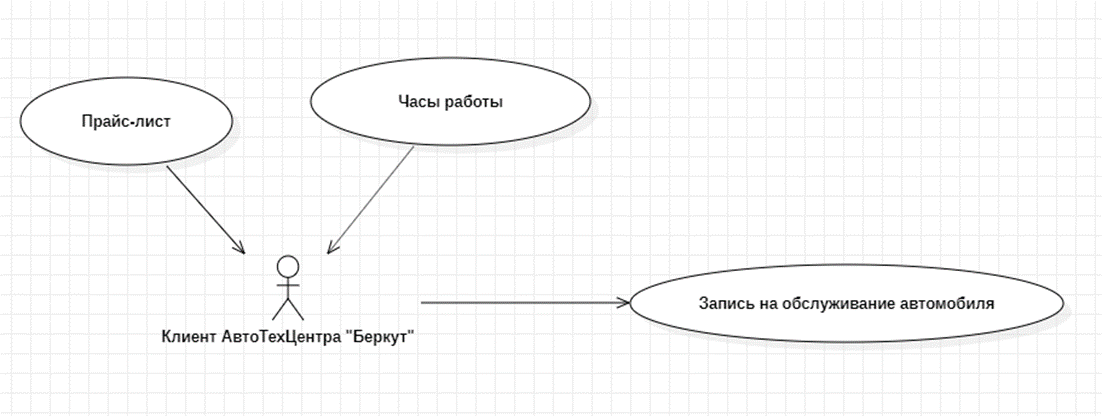 Прайс-лист
Часы работы
Запись на обслуживание автомобиля
Клиент АвтоТехЦентра "Беркут"